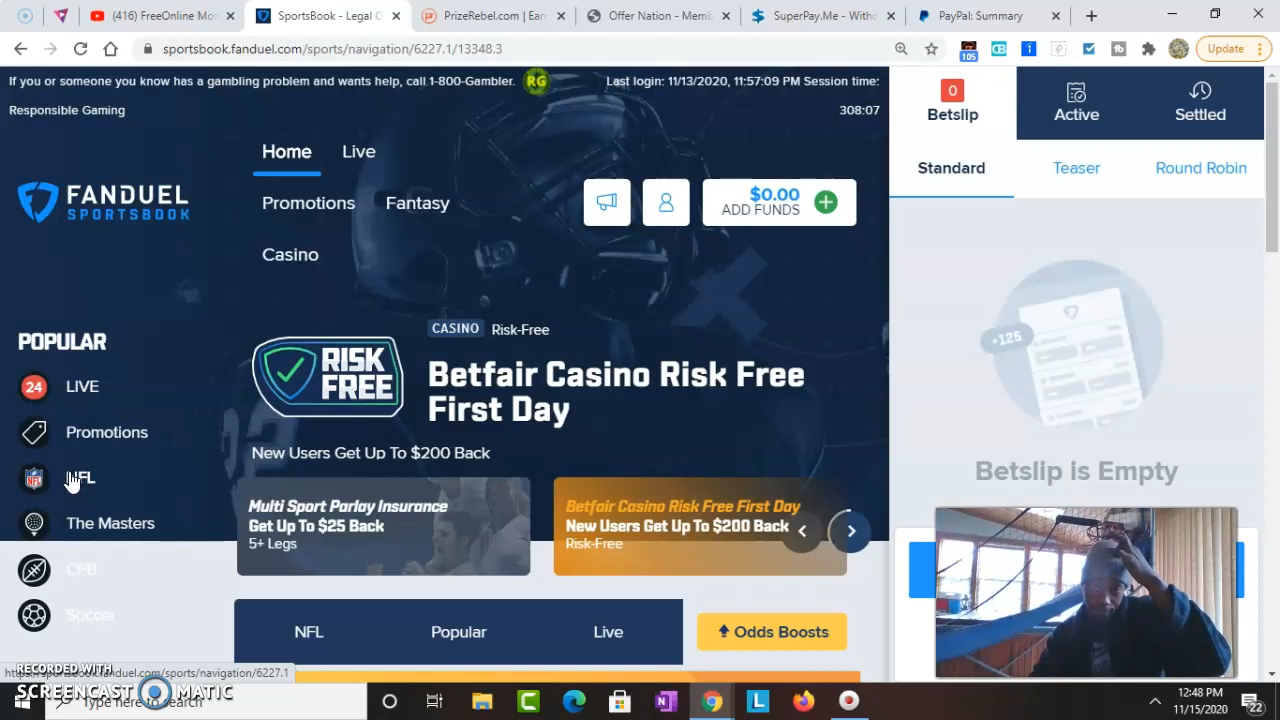 (416) FreeOnline Mo
SportsBook - Legal O
PrizeRebel.com | Ear
Offer Nation - Memb
SuperPay.Me - With
PayPal: Summary
sportsbook.fanduel.com/sports/navigation/6227.1/13348.3
105
Update
If you or someone you know has a gambling problem and wants help, call 1-800-Gambler.
RG
Last login: 11/13/2020, 11:57:09 PM Session time:
Responsible Gaming
308:07
0
Betslip
Active
Settled
Home
Live
Standard
Teaser
Round Robin
FANDUEL
SPORTSBOOK
Promotions
Fantasy
$0.00
ADD FUNDS
Casino
POPULAR
CASINO
Risk-Free
RISK
FREE
Betfair Casino Risk Free
First Day
+125
24
LIVE
Promotions
New Users Get Up To $200 Back
Betslip is Empty
NFL
Multi Sport Parlay Insurance
Get Up To $25 Back
5+ Legs
Betfair Casino Risk Free First Day
New Users Get Up To $200 Back
Risk-Free
The Masters
CFB
Soccer
NFL
Popular
Live
Odds Boosts
https://sportsbook.fanduel.com/sports/navigation/6227.1
RECORDED WITH
SCREENCAST MATIC
Type here to search
12:48 PM
11/15/2020
22